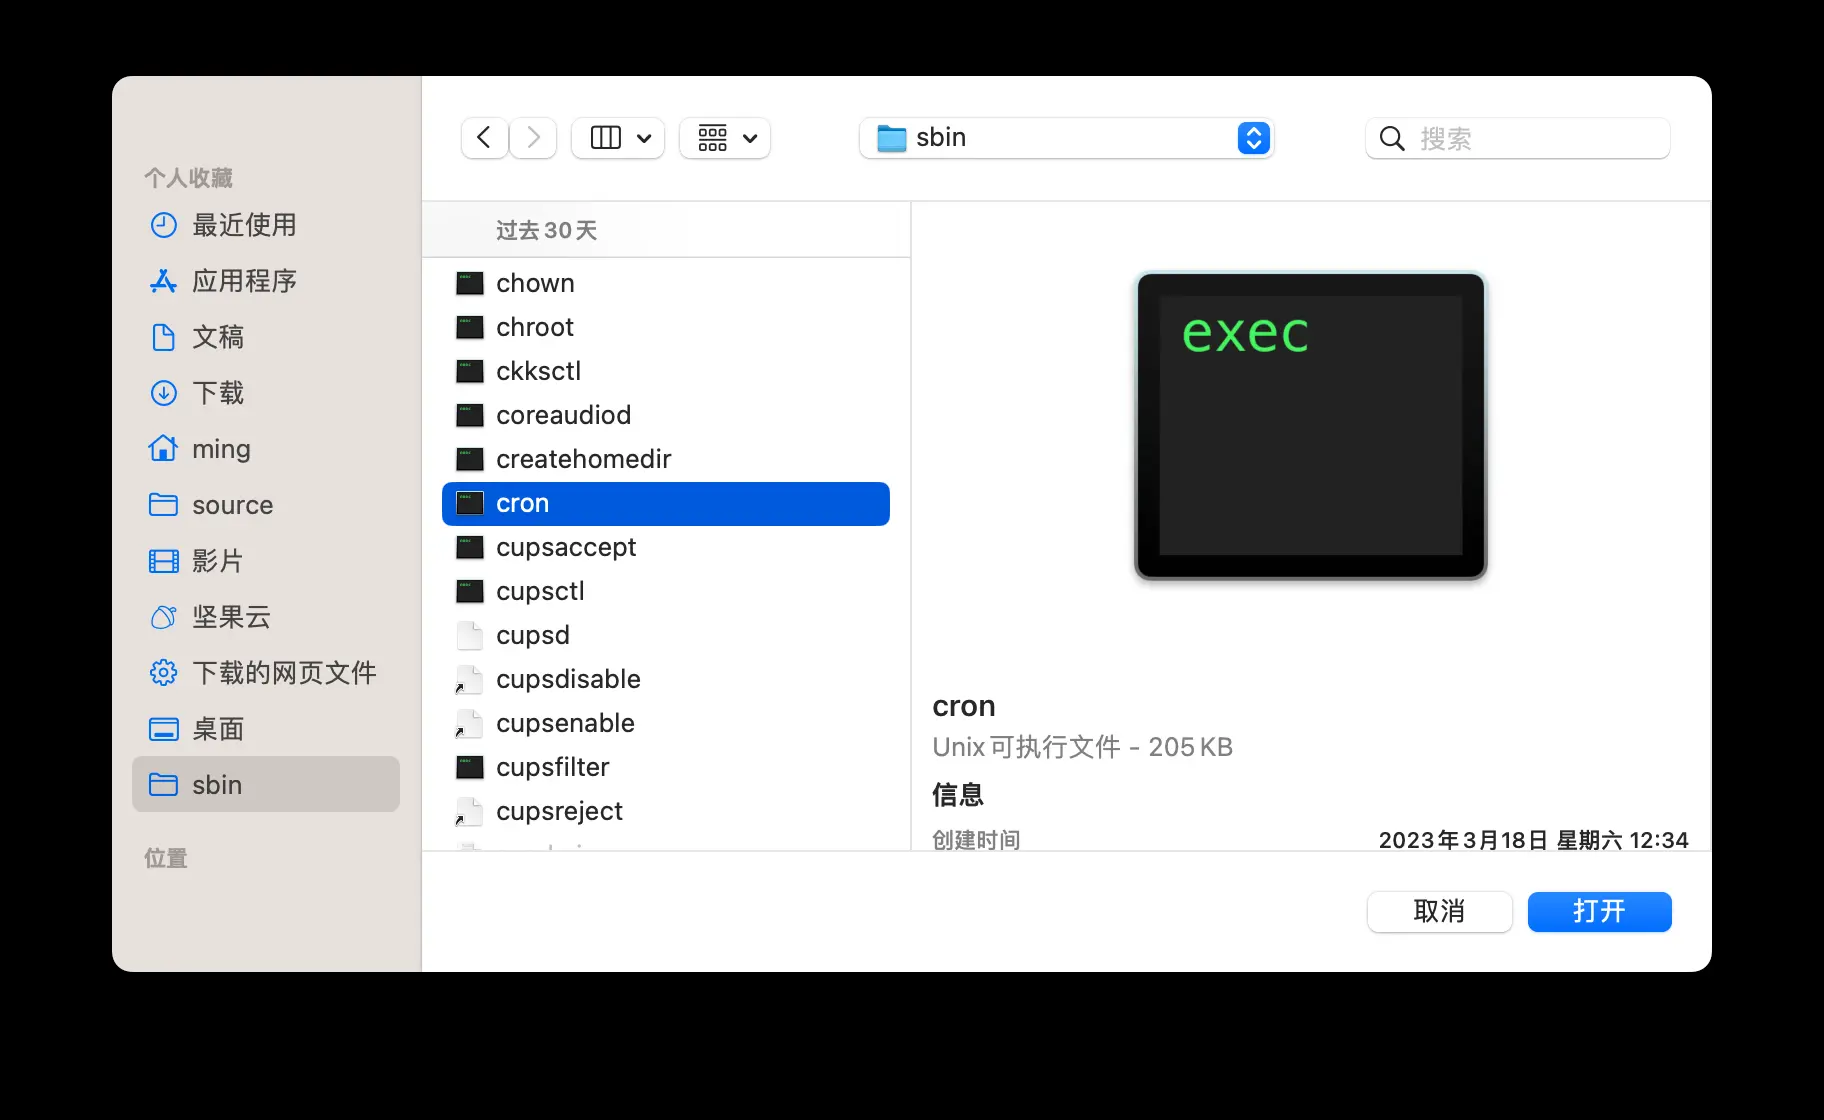 sbin
搜索
个人收藏
最近使用
应用程序
文稿
下载
ming
source
影片
坚果云
下载的网页文件
桌面
sbin
位置
过去30天
chown
chroot
ckksctl
coreaudiod
createhomedir
cron
cupsaccept
cupsctl
cupsd
cupsdisable
cupsenable
cupsfilter
cupsreject
exec
cron
Unix可执行文件 - 205 KB
信息
创建时间 2023年3月18日 星期六 12:34
取消
打开